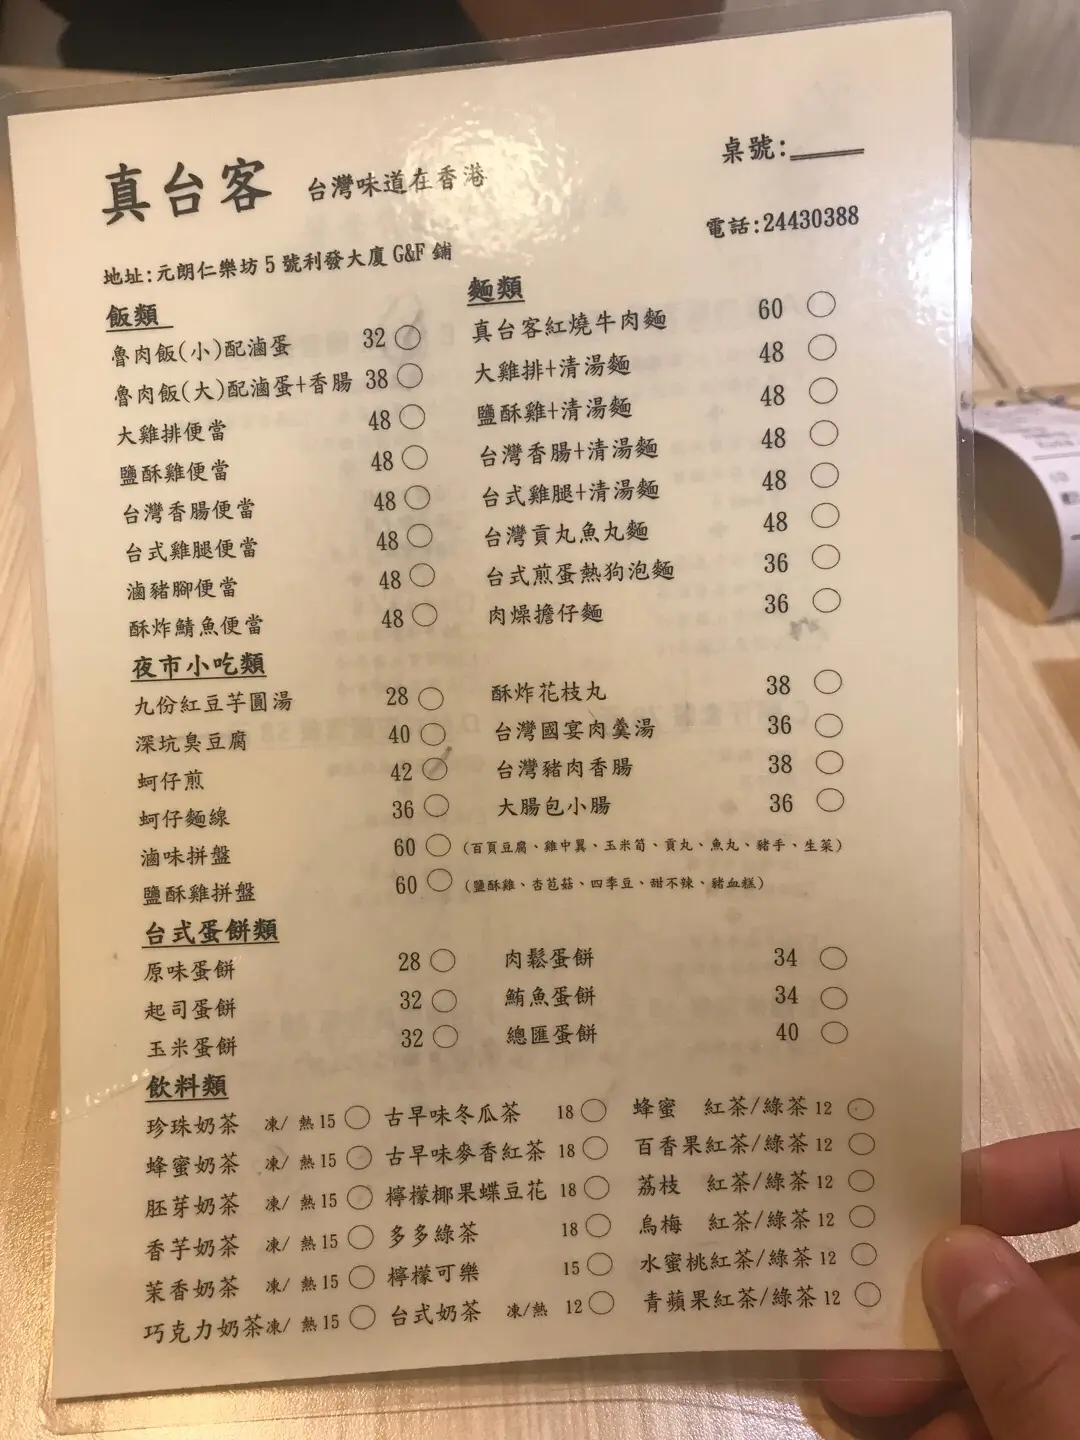 真台客 台灣味道在香港
桌號:____
電話:24430388
地址:元朗仁樂坊 5 號利發大廈 G&F 鋪
飯類
魯肉飯(小)配滷蛋 32
魯肉飯(大)配滷蛋+香腸 38
大雞排便當 48
鹽酥雞便當 48
台灣香腸便當 48
台式雞腿便當 48
滷豬腳便當 48
酥炸鯖魚便當 48
麵類
真台客紅燒牛肉麵 60
大雞排+清湯麵 48
鹽酥雞+清湯麵 48
台灣香腸+清湯麵 48
台式雞腿+清湯麵 48
台灣貢丸魚丸麵 48
台式煎蛋熱狗泡麵 36
肉燥擔仔麵 36
夜市小吃類
九份紅豆芋圓湯 28
深坑臭豆腐 40
蚵仔煎 42
蚵仔麵線 36
酥炸花枝丸 38
台灣國宴肉羹湯 36
台灣豬肉香腸 38
大腸包小腸 36
滷味拼盤 60 (百頁豆腐、雞中翼、玉米筍、貢丸、魚丸、豬手、生菜)
鹽酥雞拼盤 60 (鹽酥雞、杏苞菇、四季豆、甜不辣、豬血糕)
台式蛋餅類
原味蛋餅 28 肉鬆蛋餅 34
起司蛋餅 32 鮪魚蛋餅 34
玉米蛋餅 32 總匯蛋餅 40
飲料類
珍珠奶茶 凍/ 熱 15 古早味冬瓜茶 18 蜂蜜 紅茶/綠茶 12
蜂蜜奶茶 凍/ 熱 15 古早味麥香紅茶 18 百香果紅茶/綠茶 12
胚芽奶茶 凍/ 熱 15 檸檬椰果蝶豆花 18 荔枝 紅茶/綠茶 12
香芋奶茶 凍/ 熱 15 多多綠茶 18 烏梅 紅茶/綠茶 12
茉香奶茶 凍/ 熱 15 檸檬可樂 15 水蜜桃紅茶/綠茶 12
巧克力奶茶凍/ 熱 15 台式奶茶 凍/熱 12 青蘋果紅茶/綠茶 12